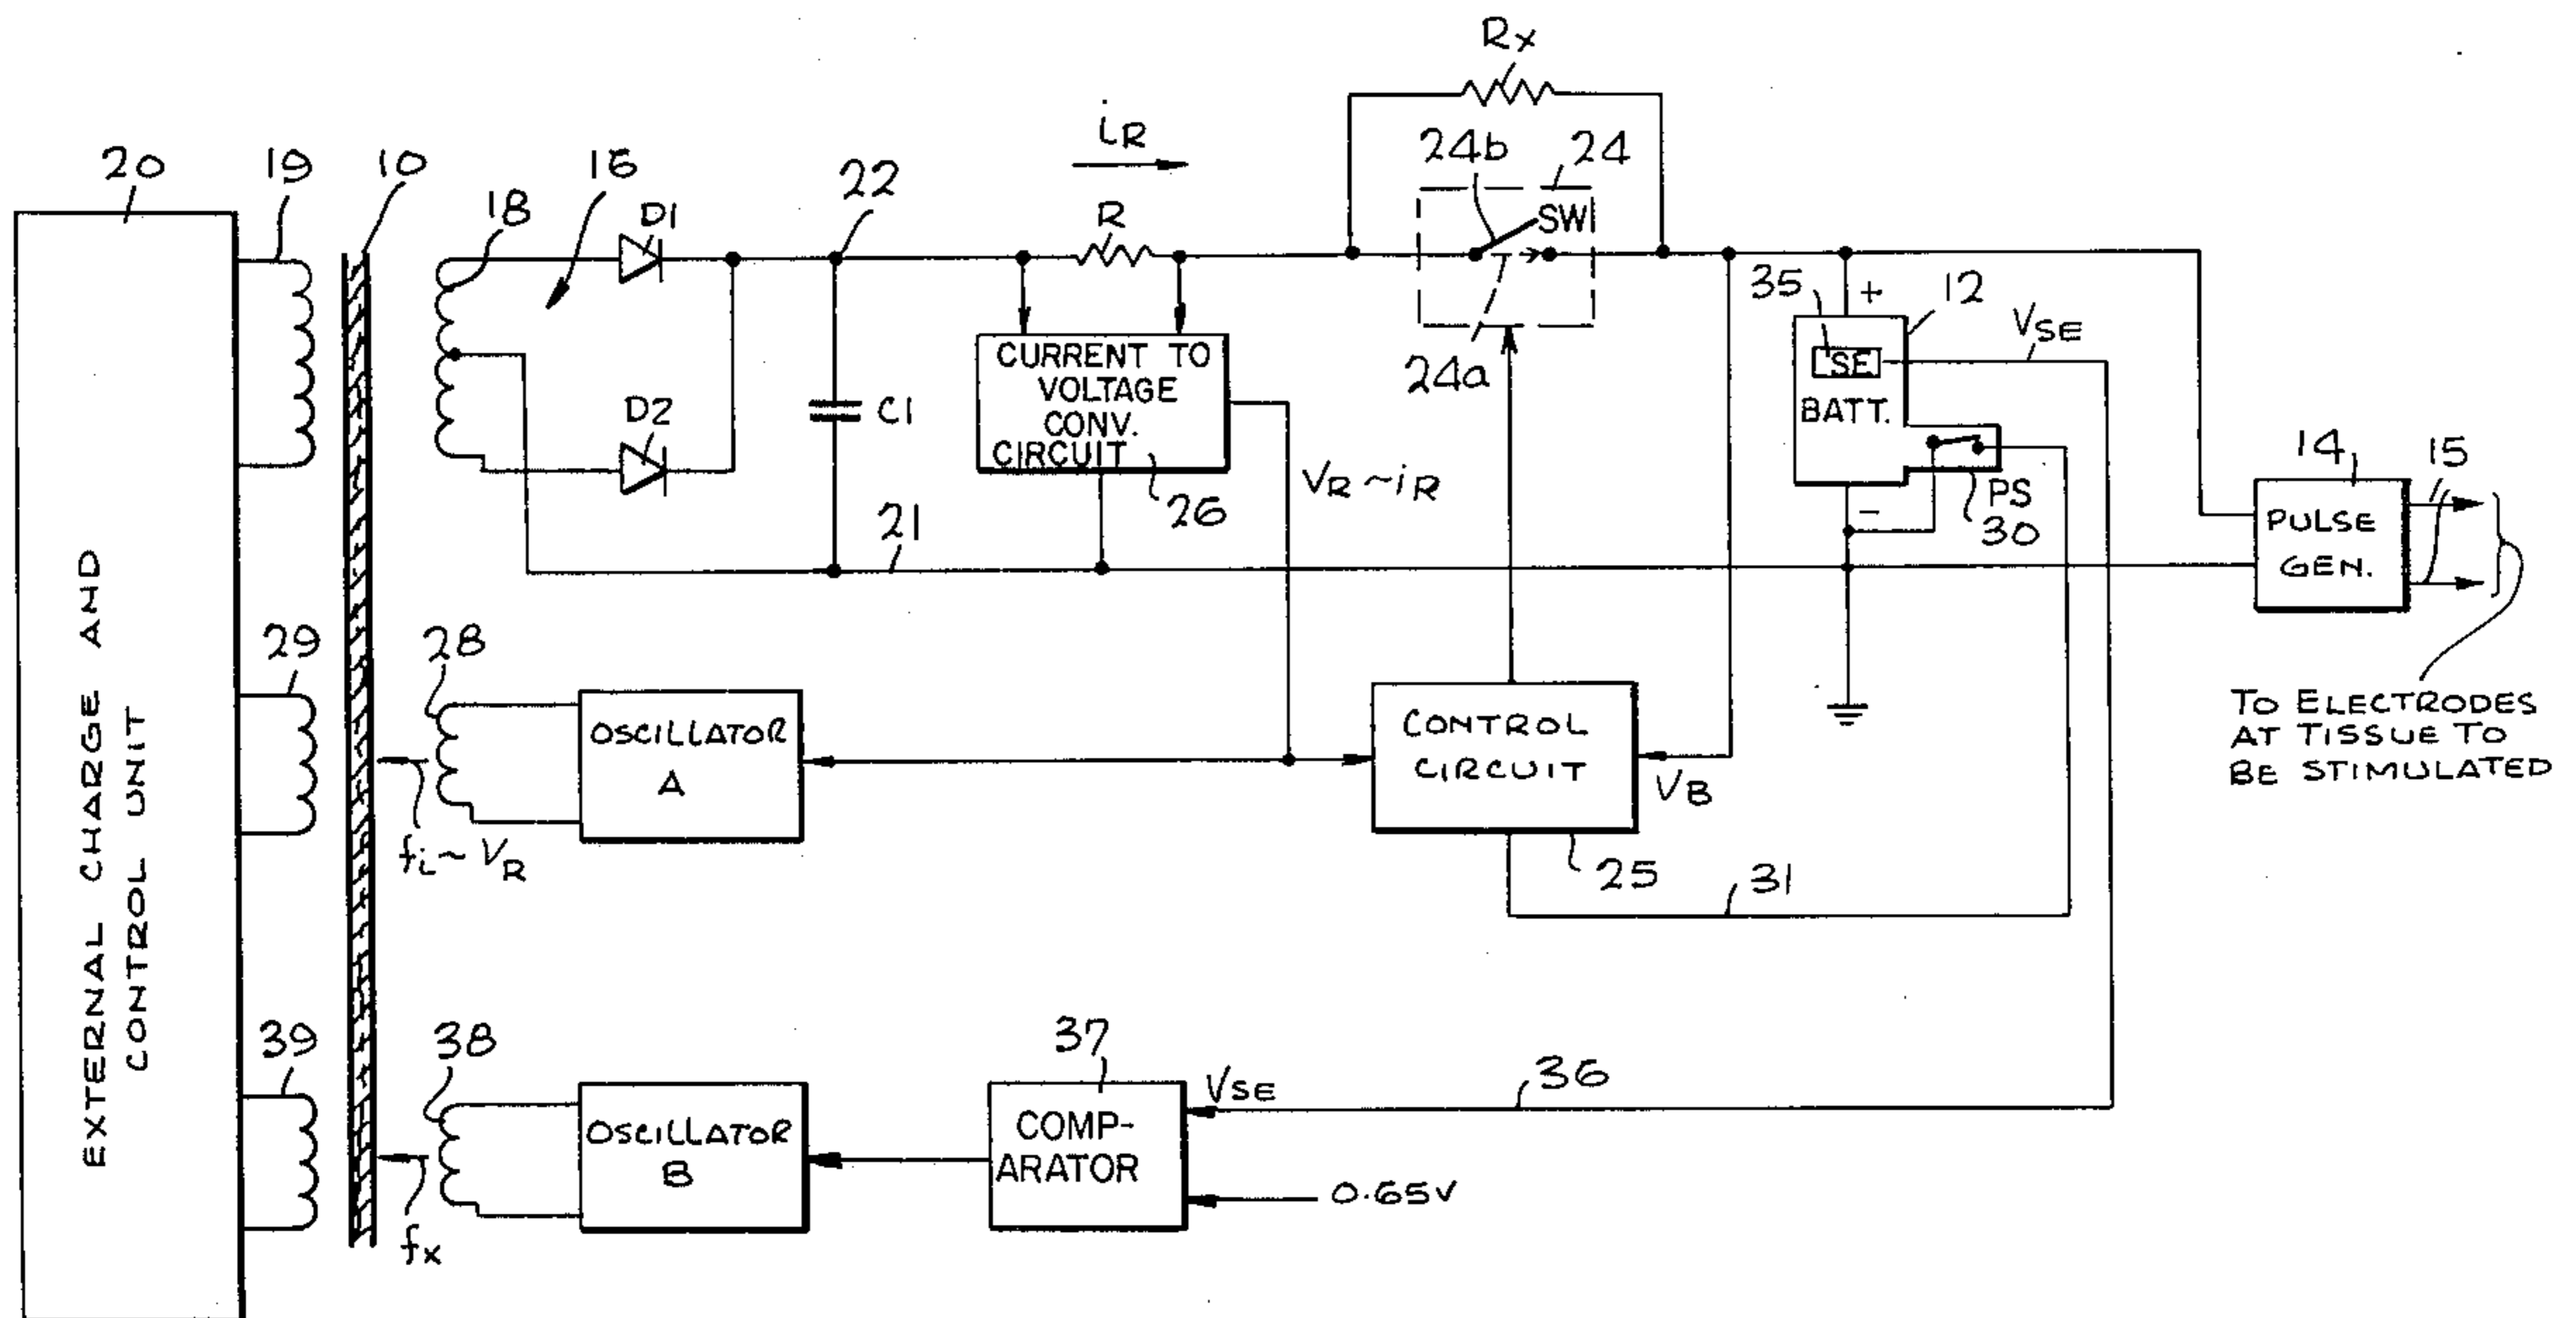 Rx
iR
20
19
10
18
16
D1
22
R
24b
24
SW
24a
35
+
12
VSE
SE
BATT.
CURRENT TO
VOLTAGE
CONV.
CIRCUIT
26
D2
C1
VR ~ iR
21
-
PS
30
14
15
PULSE
GEN.
TO ELECTRODES
AT TISSUE TO
BE STIMULATED
EXTERNAL CHARGE AND
CONTROL UNIT
29
28
OSCILLATOR
A
fi ~ VR
CONTROL
CIRCUIT
VB
25
31
39
38
OSCILLATOR
B
fx
37
COMP-
ARATOR
VSE
36
0.65V